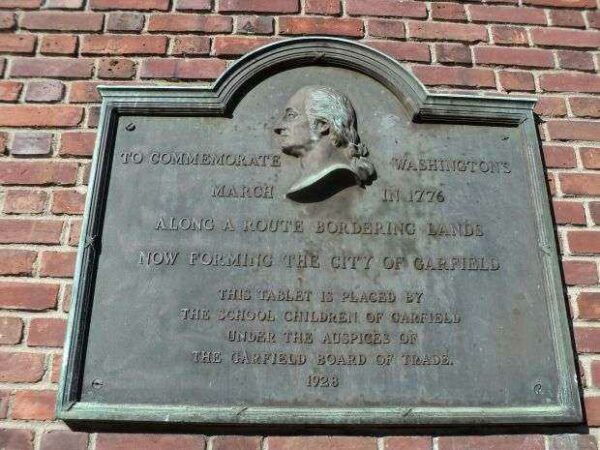 TO COMMEMORATE WASHINGTON'S
MARCH IN 1776
ALONG A ROUTE BORDERING LANDS
NOW FORMING THE CITY OF GARFIELD
THIS TABLET IS PLACED BY
THE SCHOOL CHILDREN OF GARFIELD
UNDER THE AUSPICES OF
THE GARFIELD BOARD OF TRADE.
1928